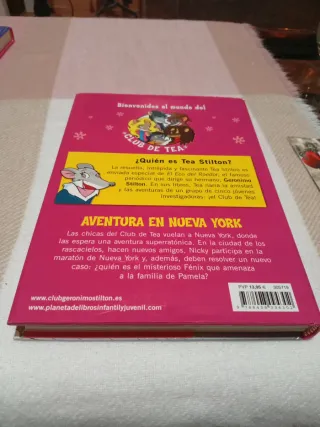 Bienvenidos al mundo del
CLUB DE TEA
¿Quién es Tea Stilton?
La resuelta, intrépida y fascinante Tea Stilton es
enviada especial de El Eco del Roedor, el famoso
periódico que dirige su hermano, Geronimo
Stilton. En sus libros, Tea narra la amistad
y las aventuras de un grupo de cinco jóvenes
investigadoras: ¡el Club de Tea!
AVENTURA EN NUEVA YORK
Las chicas del Club de Tea vuelan a Nueva York, donde
las espera una aventura superratónica. En la ciudad de los
rascacielos, hacen nuevos amigos, Nicky participa en la
maratón de Nueva York y, además, deben resolver un nuevo
caso: ¿quién es el misterioso Fénix que amenaza
a la familia de Pamela?
www.clubgeronimostilton.es
www.planetadelibrosinfantilyjuvenil.com
PVP 12,95 €